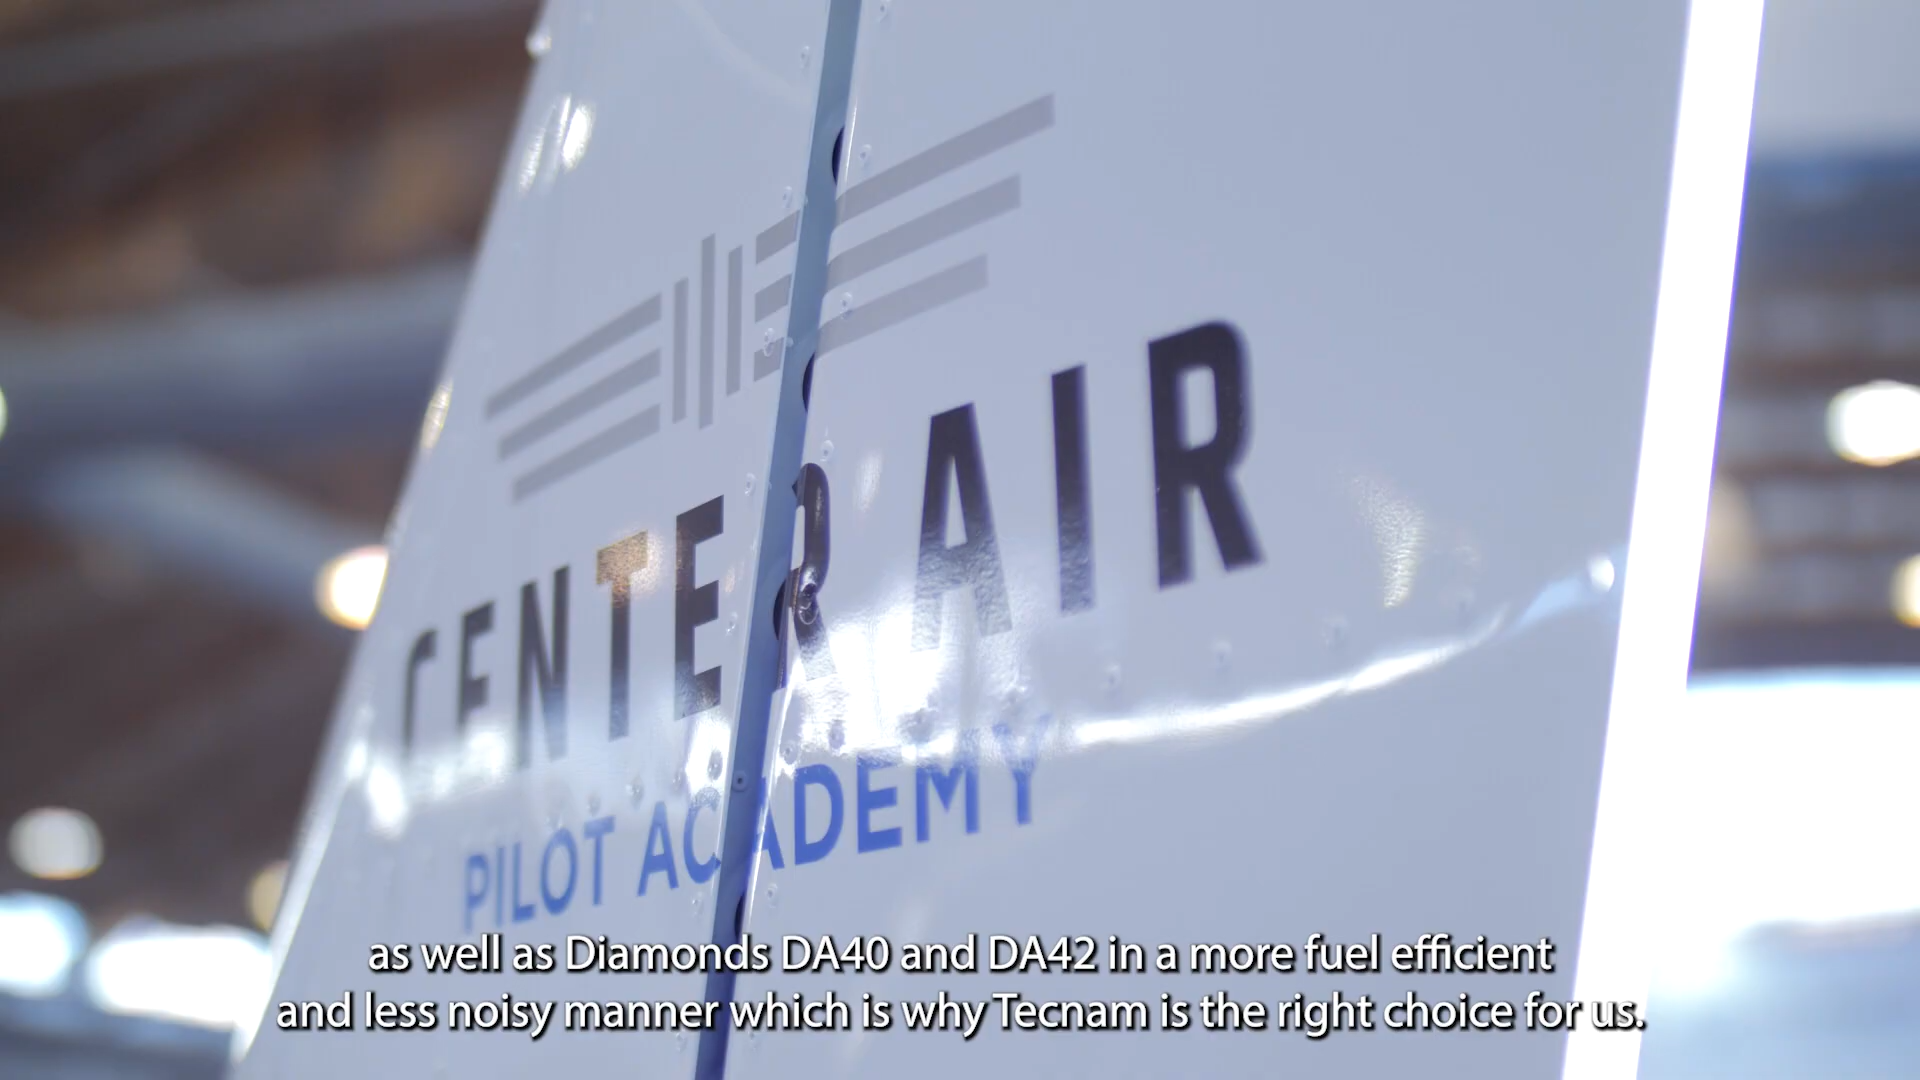 CENTER AIR
PILOT ACADEMY
as well as Diamonds DA40 and DA42 in a more fuel efficient
and less noisy manner which is why Tecnam is the right choice for us.